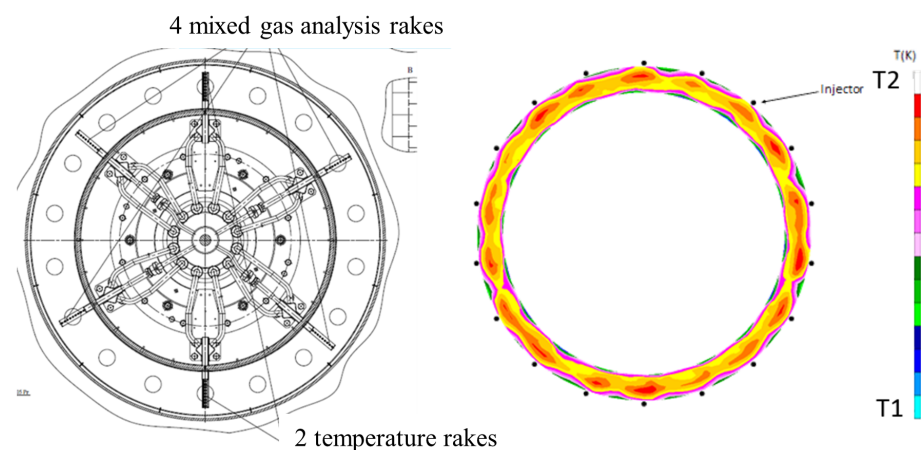 4 mixed gas analysis rakes
B
T(K)
T2
Injector
T1
2 temperature rakes